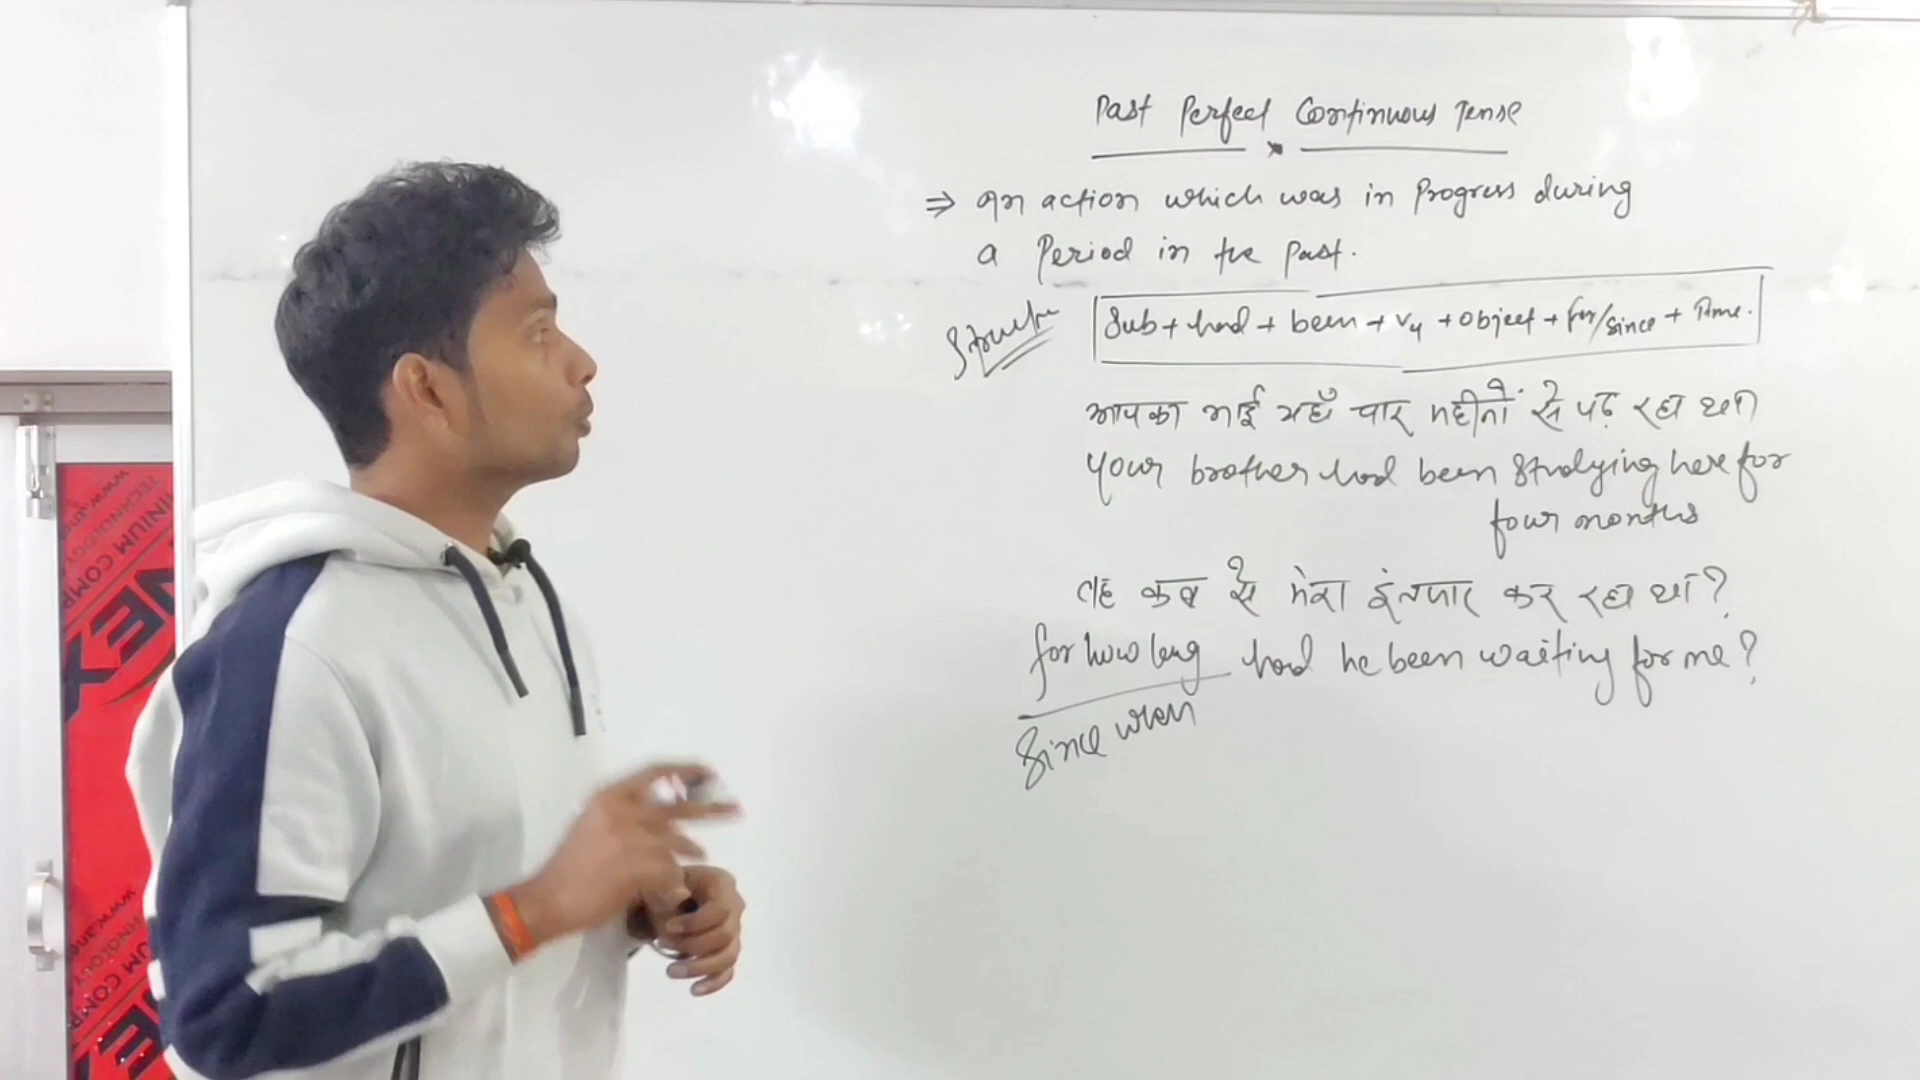 Past Perfect Continuous Tense
⇒ an action which was in Progress during
a Period in the Past.
Structure
Sub + had + been + V4 + object + for/since + Time.
आपका भाई यहाँ चार महीनों से पढ़ रहा था।
Your brother had been studying here for
four months
वह कब से मेरा इंतजार कर रहा था?
for how long had he been waiting for me?
Since when